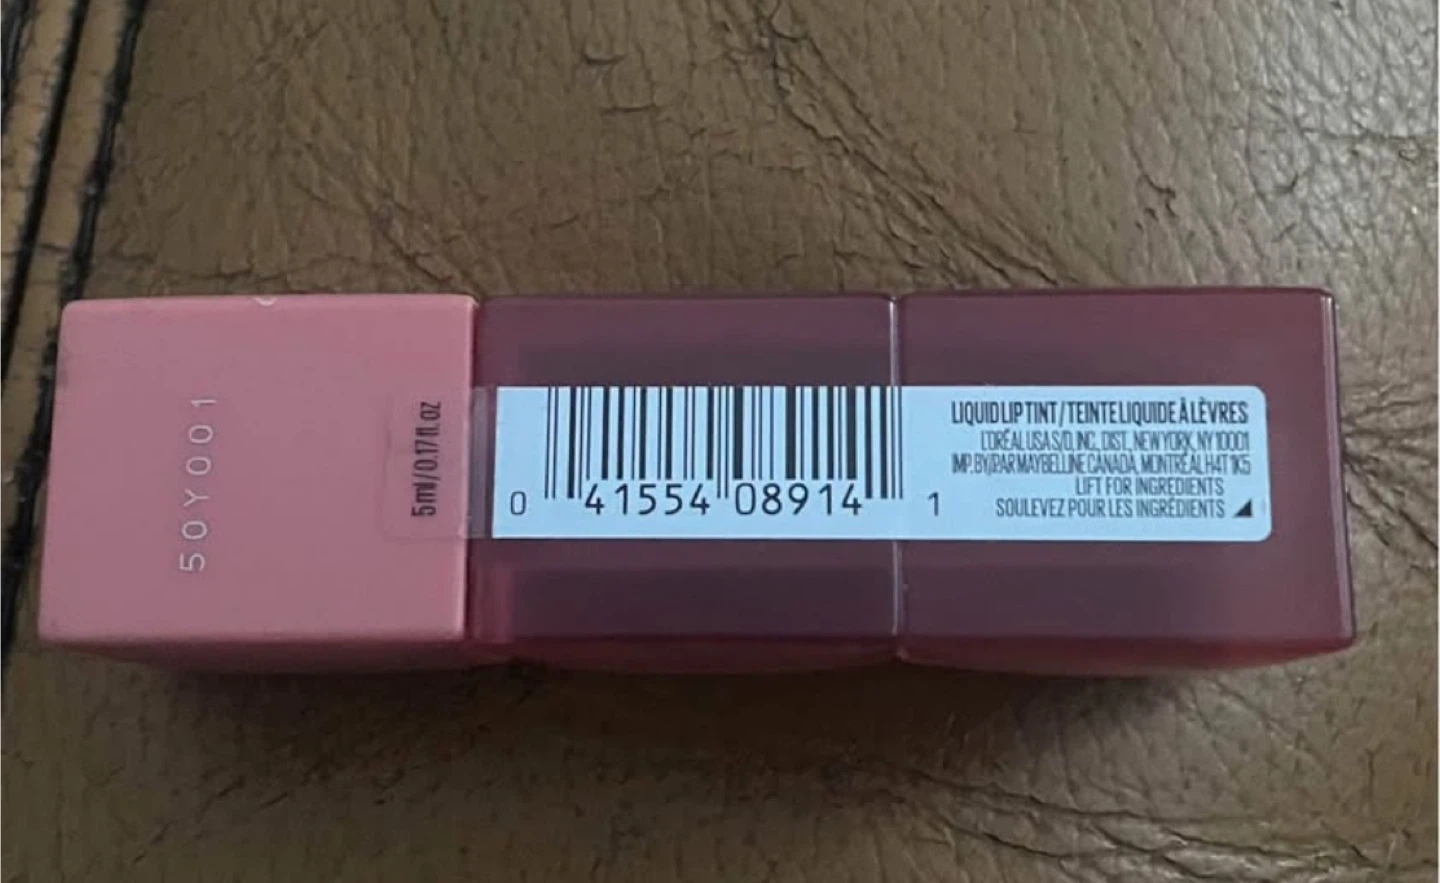 50Y001
5ml/0.17 fl. oz
0 41554 08914 1
LIQUID LIP TINT / TEINTE LIQUIDE À LÈVRES
L'ORÉAL USA S/D, INC. DIST., NEW YORK, NY 10001
IMP. BY/PAR MAYBELLINE CANADA, MONTRÉAL H4T 1K5
LIFT FOR INGREDIENTS
SOULEVEZ POUR LES INGRÉDIENTS